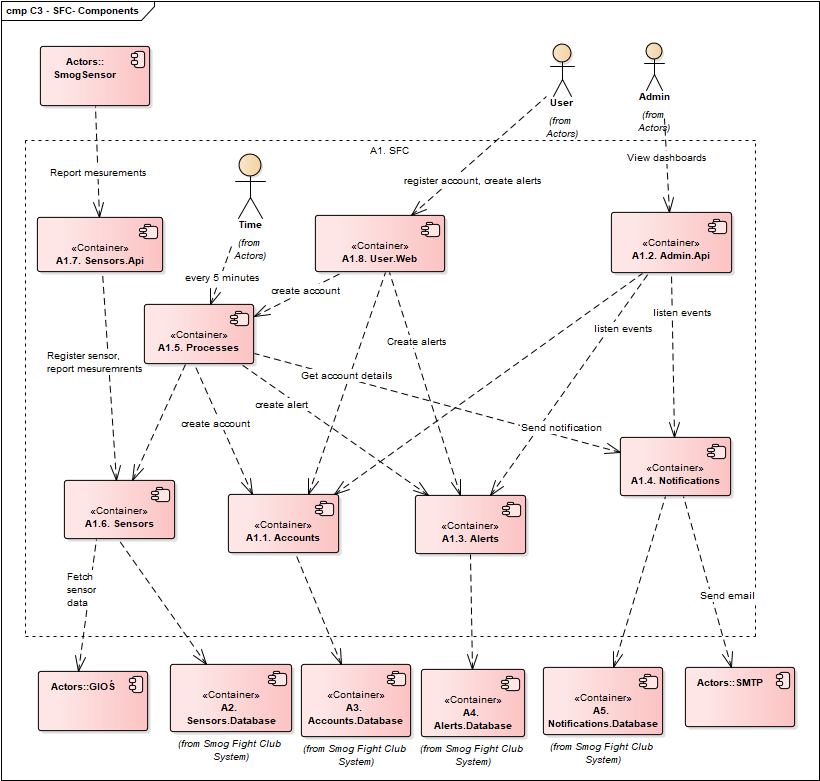 cmp C3 - SFC- Components
Actors::
SmogSensor
User
(from
Actors)
Admin
(from
Actors)
A1. SFC
View dashboards
Report mesurements
register account, create alerts
Time
(from
Actors)
«Container»
A1.7. Sensors.Api
«Container»
A1.8. User.Web
«Container»
A1.2. Admin.Api
every 5 minutes
create account
«Container»
A1.5. Processes
listen events
listen events
Create alerts
Register sensor,
report mesuremrents
Get account details
create alert
create account
Send notification
«Container»
A1.4. Notifications
«Container»
A1.6. Sensors
«Container»
A1.1. Accounts
«Container»
A1.3. Alerts
Fetch
sensor
data
Send email
Actors::GIOŚ
«Container»
A2.
Sensors.Database
(from Smog Fight Club
System)
«Container»
A3.
Accounts.Database
(from Smog Fight Club
System)
«Container»
A4.
Alerts.Database
(from Smog Fight Club
System)
«Container»
A5.
Notifications.Database
(from Smog Fight Club
System)
Actors::SMTP